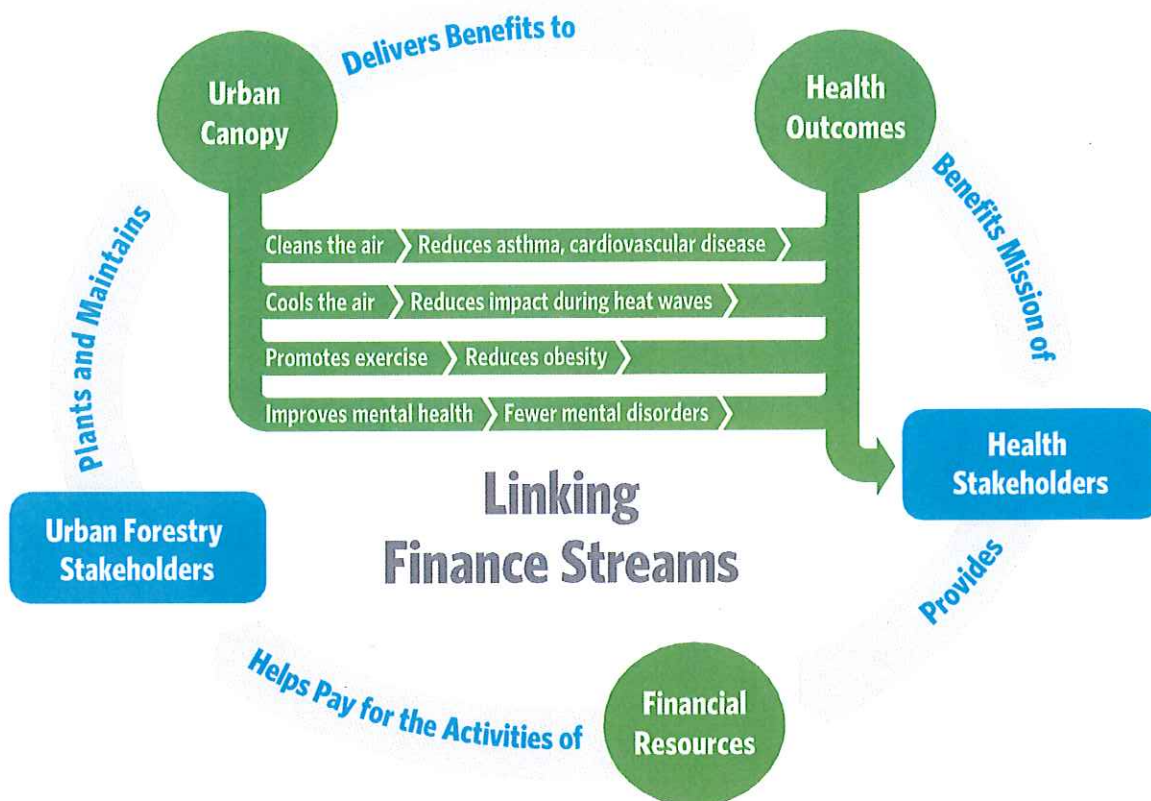 Delivers Benefits to
Urban
Canopy
Health
Outcomes
Benefits Mission of
Cleans the air
Reduces asthma, cardiovascular disease
Cools the air
Reduces impact during heat waves
Promotes exercise
Reduces obesity
Improves mental health
Fewer mental disorders
Plants and Maintains
Health
Stakeholders
Linking
Finance Streams
Urban Forestry
Stakeholders
Provides
Helps Pay for the Activities of
Financial
Resources